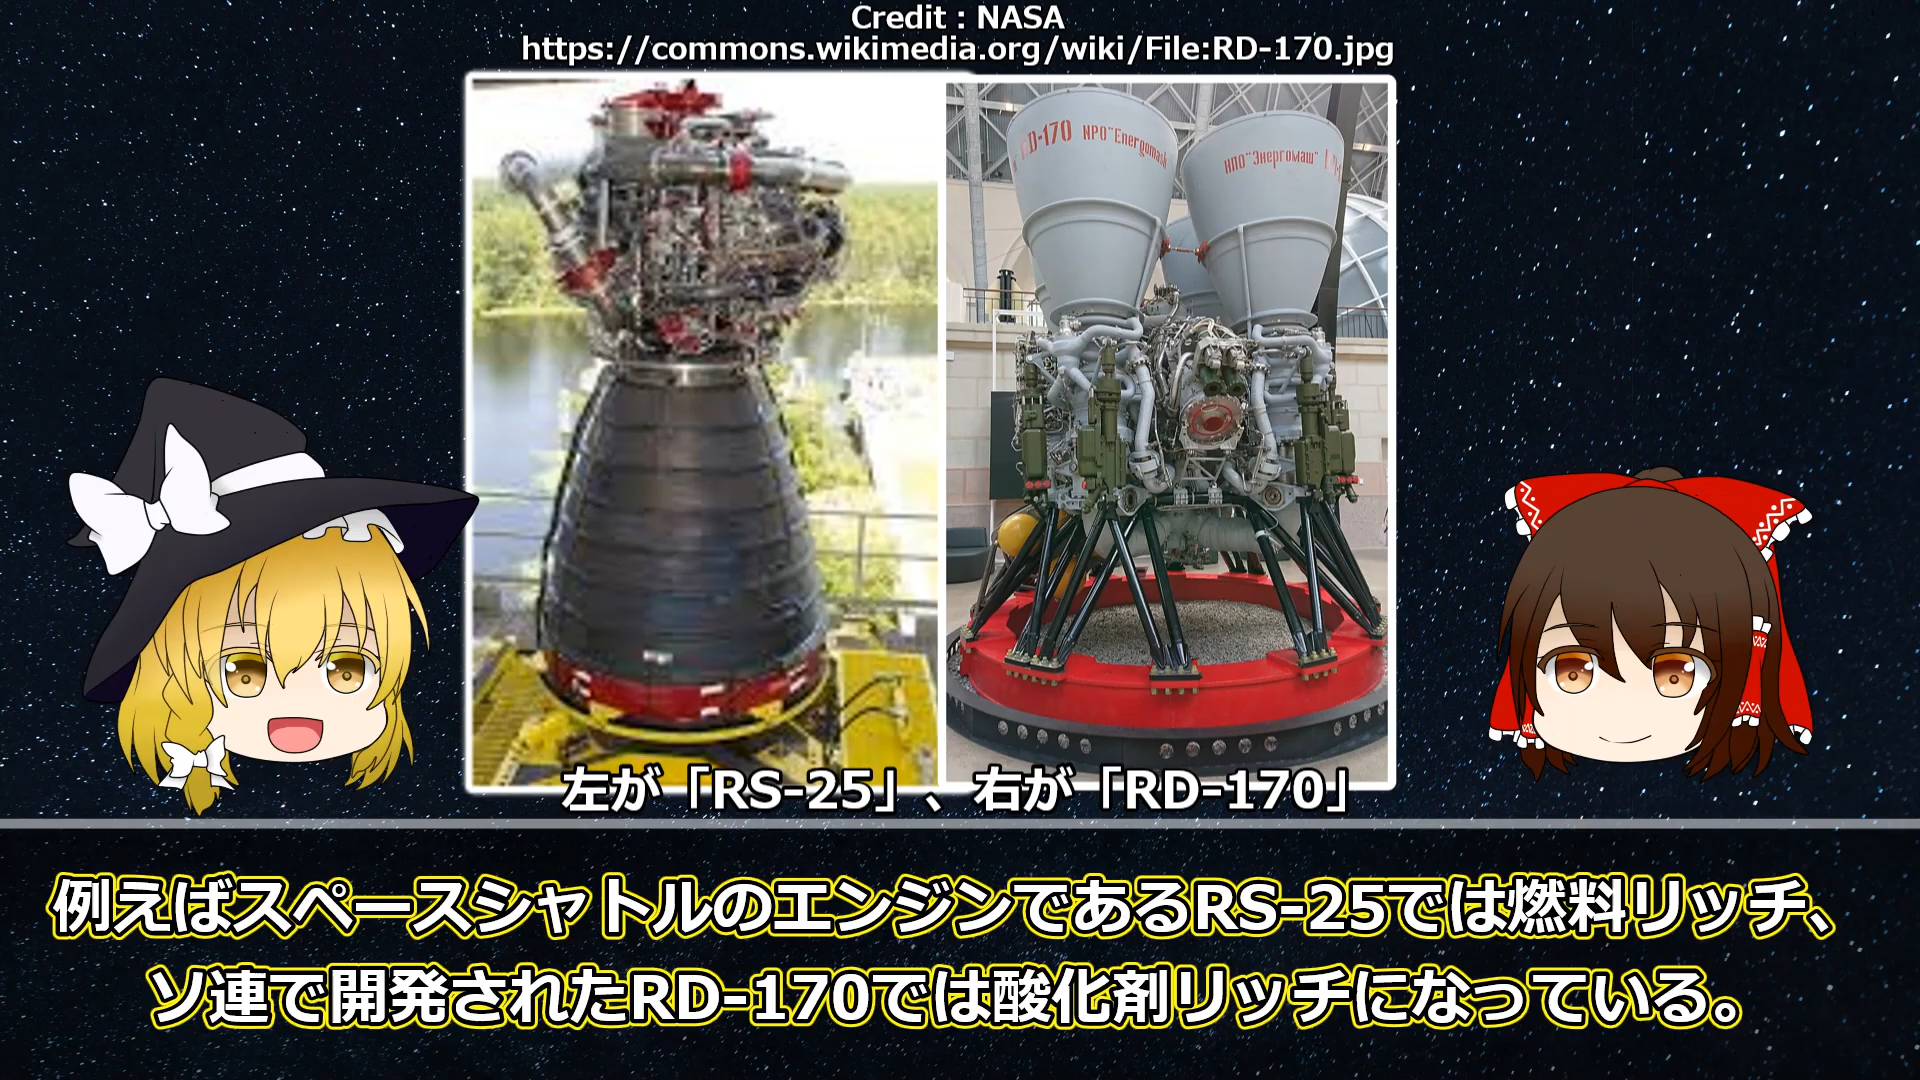 Credit : NASA
https://commons.wikimedia.org/wiki/File:RD-170.jpg
RD-170 NPO"Energomash
НПО"Энергомаш"
左が「RS-25」、右が「RD-170」
例えばスペースシャトルのエンジンであるRS-25では燃料リッチ、
ソ連で開発されたRD-170では酸化剤リッチになっている。